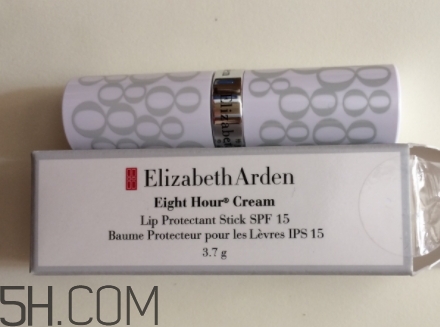 Elizabe
Elizabeth Arden
Eight Hour® Cream
Lip Protectant Stick SPF 15
Baume Protecteur pour les Lèvres IPS 15
3.7 g
5H.COM